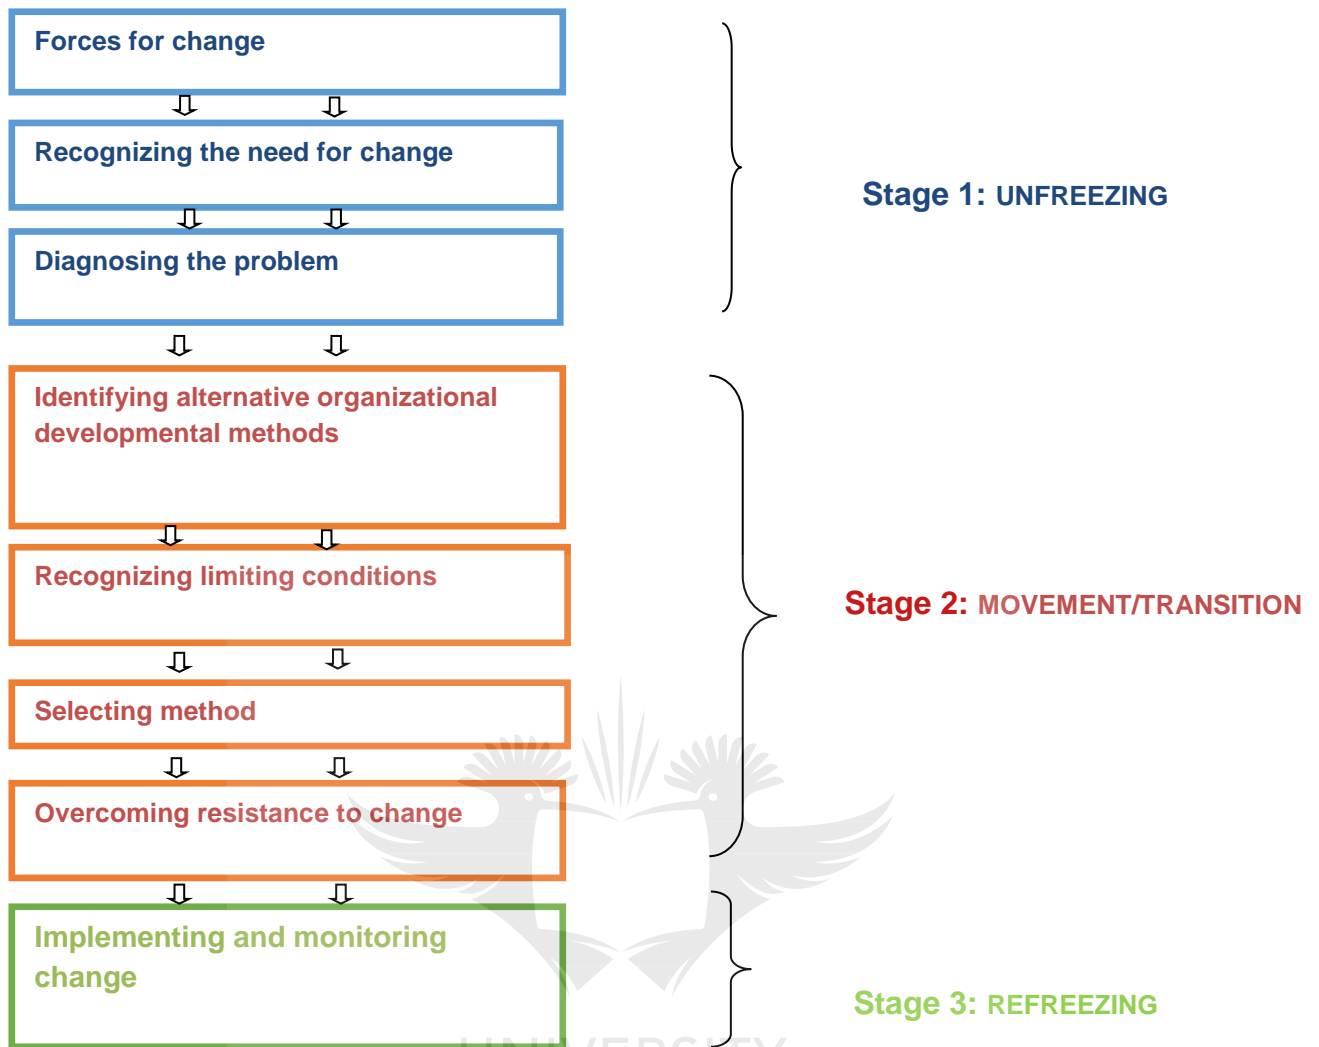 Forces for change
Recognizing the need for change
Stage 1: UNFREEZING
Diagnosing the problem
Identifying alternative organizational
developmental methods
Recognizing limiting conditions
Stage 2: MOVEMENT/TRANSITION
Selecting method
Overcoming resistance to change
Implementing and monitoring
change
Stage 3: REFREEZING
UNIVERSITY